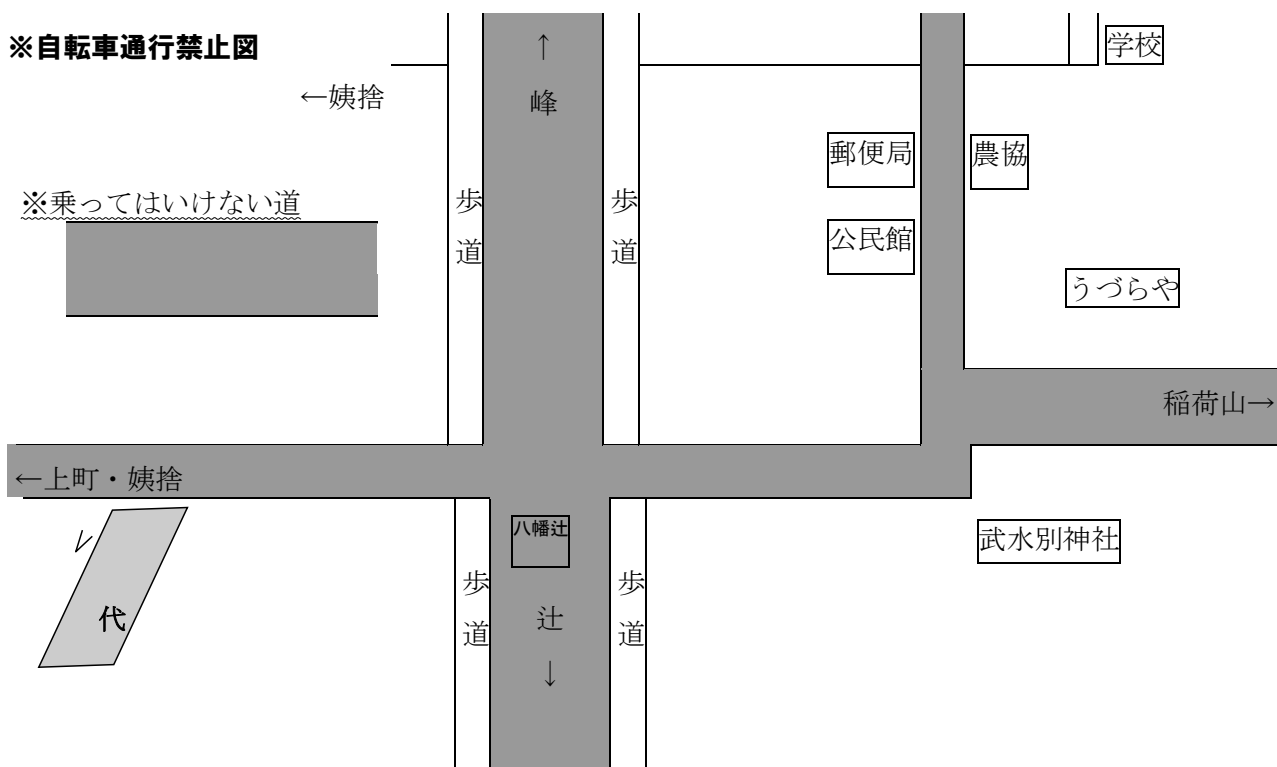 ※自転車通行禁止図
↑
峰
学校
←姨捨
郵便局
農協
※乗ってはいけない道
歩道
歩道
公民館
うづらや
稲荷山→
←上町・姨捨
八幡辻
武水別神社
歩道
歩道
辻
↓
レ
代